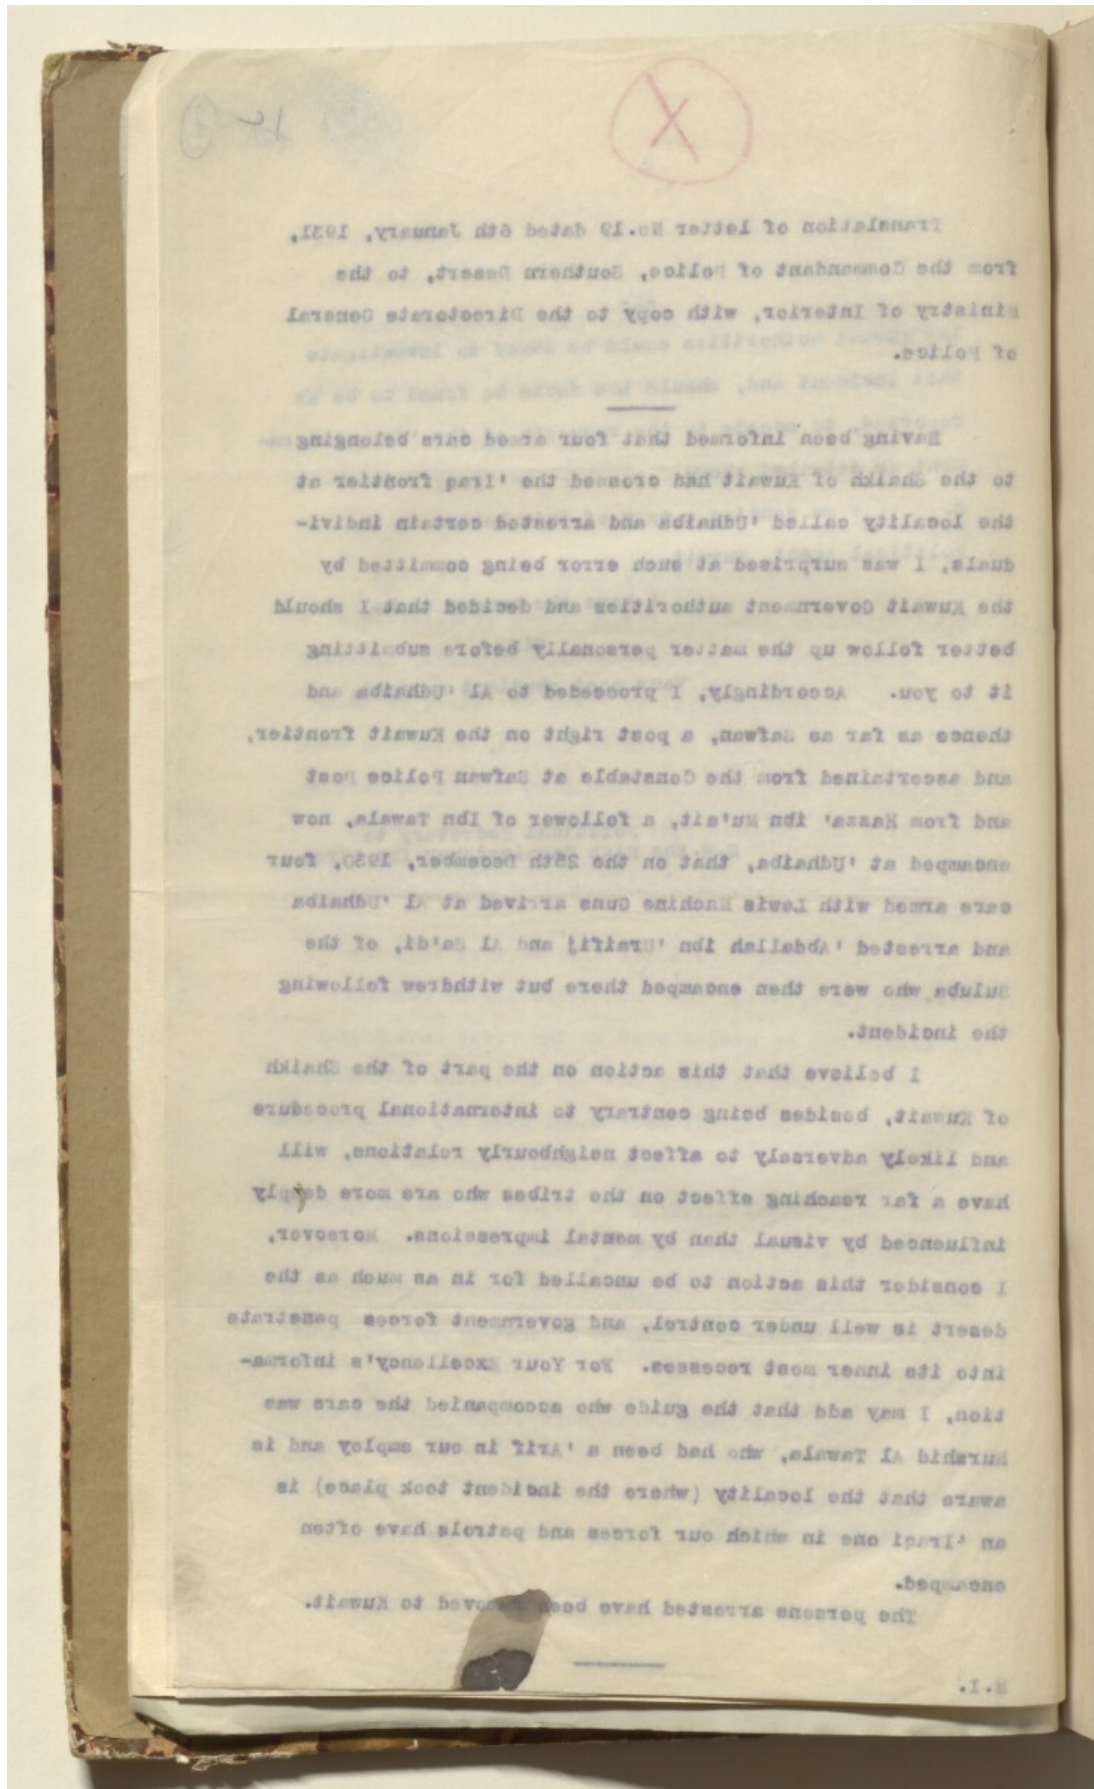 X
Translation of letter No.19 dated 6th January, 1931,
from the Commandant of Police, Southern Desert, to the
Ministry of Interior, with copy to the Directorate General
of Police.
Having been informed that four armed cars belonging
to the Shaikh of Kuwait had crossed the 'Iraq frontier at
the locality called 'Udhaiba and arrested certain indivi-
duals, I was surprised at such error being committed by
the Kuwait Government authorities and decided that I should
better follow up the matter personally before submitting
it to you. Accordingly, I proceeded to Al 'Udhaiba and
thence as far as Safwan, a post right on the Kuwait frontier,
and ascertained from the Constable at Safwan Police Post
and from Hazza' ibn Mu'ait, a follower of Ibn Tawala, now
encamped at 'Udhaiba, that on the 25th December, 1930, four
cars armed with Lewis Machine Guns arrived at Al 'Udhaiba
and arrested 'Abdallah ibn 'Uraifij and Al Sa'di, of the
Suluba who were then encamped there but withdrew following
the incident.
I believe that this action on the part of the Shaikh
of Kuwait, besides being contrary to international procedure
and likely adversely to affect neighbourly relations, will
have a far reaching effect on the tribes who are more deeply
influenced by visual than by mental impressions. Moreover,
I consider this action to be uncalled for in as much as the
desert is well under control, and government forces penetrate
into its inner most recesses. For Your Excellency's informa-
tion, I may add that the guide who accompanied the cars was
Murshid Al Tawala, who had been a 'Arif in our employ and is
aware that the locality (where the incident took place) is
an 'Iraqi one in which our forces and patrols have often
encamped.
The persons arrested have been removed to Kuwait.
M.I.